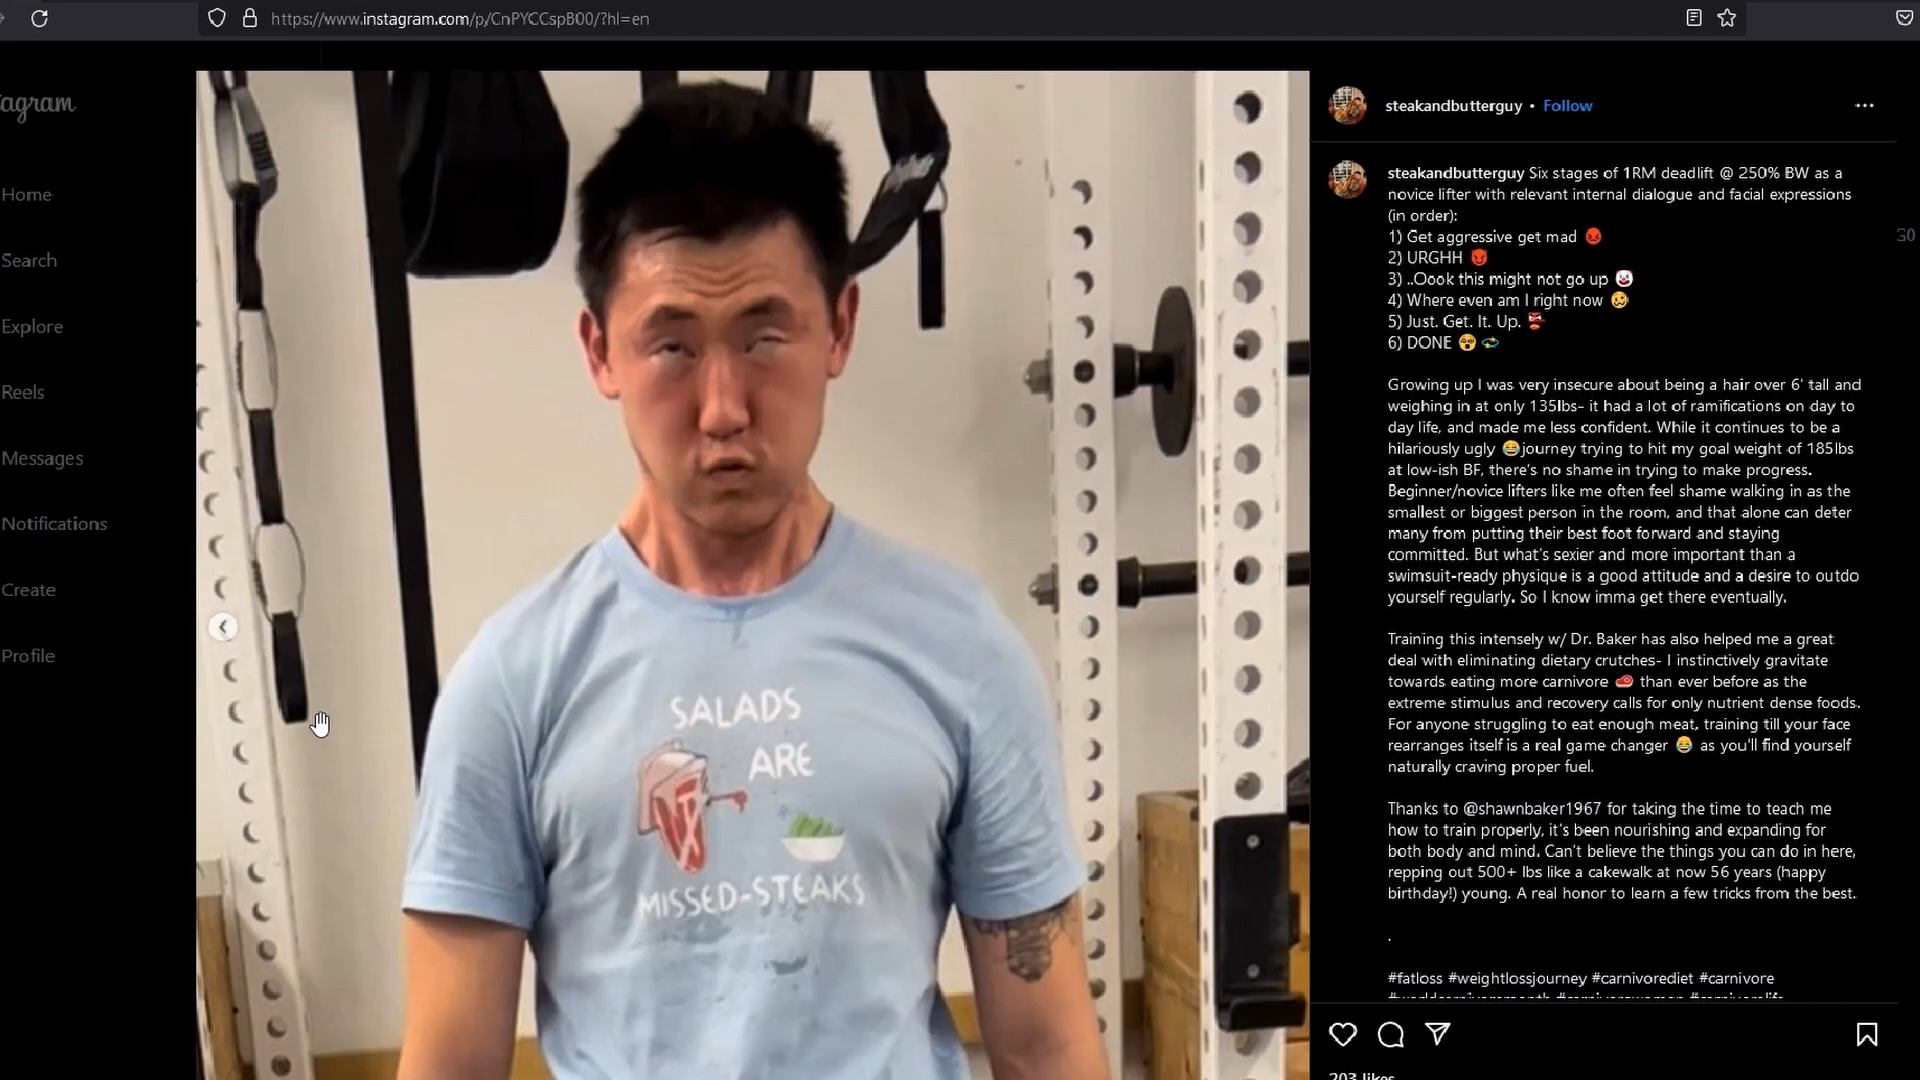 https://www.instagram.com/p/CnPYCCspB00/?hl=en
agram
Home
Search
Explore
Reels
Messages
Notifications
Create
Profile
SALADS
ARE
MISSED-STEAKS
steakandbutterguy • Follow
steakandbutterguy Six stages of 1RM deadlift @ 250% BW as a
novice lifter with relevant internal dialogue and facial expressions
(in order):
1) Get aggressive get mad 😡
2) URGHH 😈
3) ..Oook this might not go up 🤡
4) Where even am I right now 🥴
5) Just. Get. It. Up. 👺
6) DONE 😲 💫
Growing up I was very insecure about being a hair over 6' tall and
weighing in at only 135lbs- it had a lot of ramifications on day to
day life, and made me less confident. While it continues to be a
hilariously ugly 😂journey trying to hit my goal weight of 185lbs
at low-ish BF, there's no shame in trying to make progress.
Beginner/novice lifters like me often feel shame walking in as the
smallest or biggest person in the room, and that alone can deter
many from putting their best foot forward and staying
committed. But what's sexier and more important than a
swimsuit-ready physique is a good attitude and a desire to outdo
yourself regularly. So I know imma get there eventually.
Training this intensely w/ Dr. Baker has also helped me a great
deal with eliminating dietary crutches- I instinctively gravitate
towards eating more carnivore 🥩 than ever before as the
extreme stimulus and recovery calls for only nutrient dense foods.
For anyone struggling to eat enough meat, training till your face
rearranges itself is a real game changer 😂 as you'll find yourself
naturally craving proper fuel.
Thanks to @shawnbaker1967 for taking the time to teach me
how to train properly, it's been nourishing and expanding for
both body and mind. Can't believe the things you can do in here,
repping out 500+ lbs like a cakewalk at now 56 years (happy
birthday!) young. A real honor to learn a few tricks from the best.
.
#fatloss #weightlossjourney #carnivorediet #carnivore
#worldcarnivoremonth #carnivorewoman #carnivorelife
203 likes